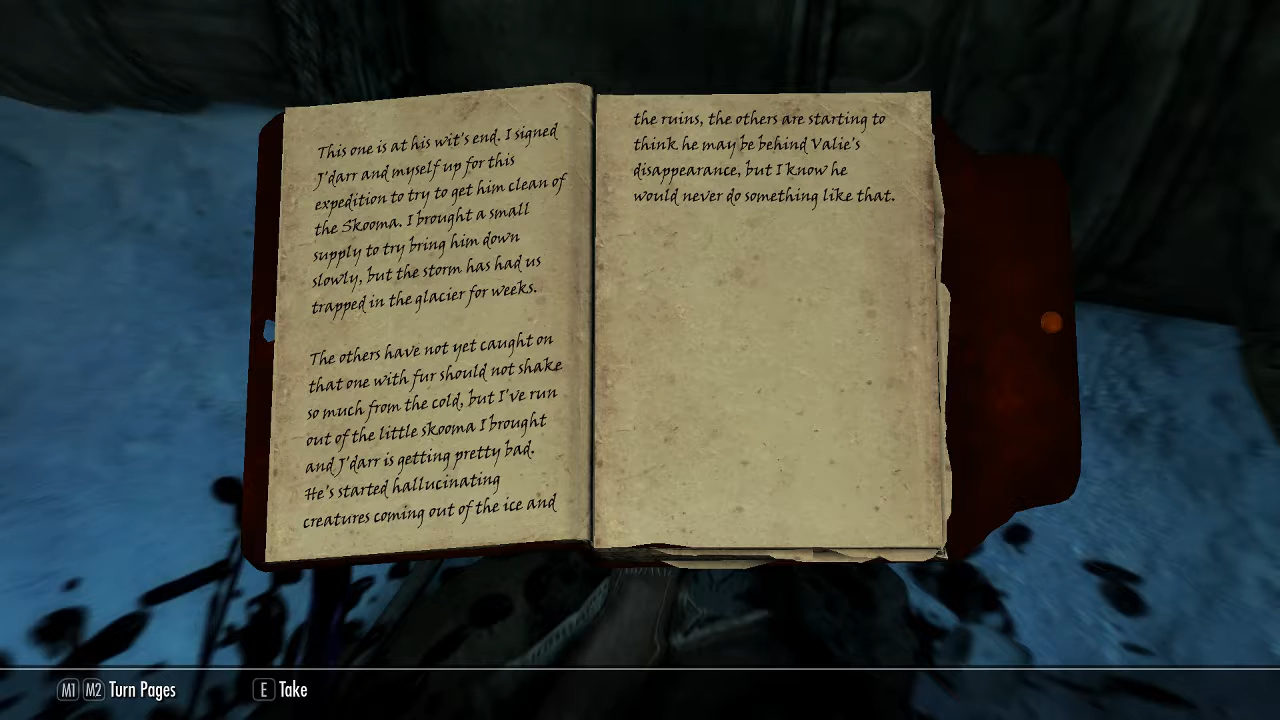 This one is at his wit's end. I signed
J'darr and myself up for this
expedition to try to get him clean of
the Skooma. I brought a small
supply to try bring him down
slowly, but the storm has had us
trapped in the glacier for weeks.
The others have not yet caught on
that one with fur should not shake
so much from the cold, but I've run
out of the little skooma I brought
and J'darr is getting pretty bad.
He's started hallucinating
creatures coming out of the ice and
the ruins, the others are starting to
think he may be behind Valie's
disappearance, but I know he
would never do something like that.
M1 M2 Turn Pages
E Take